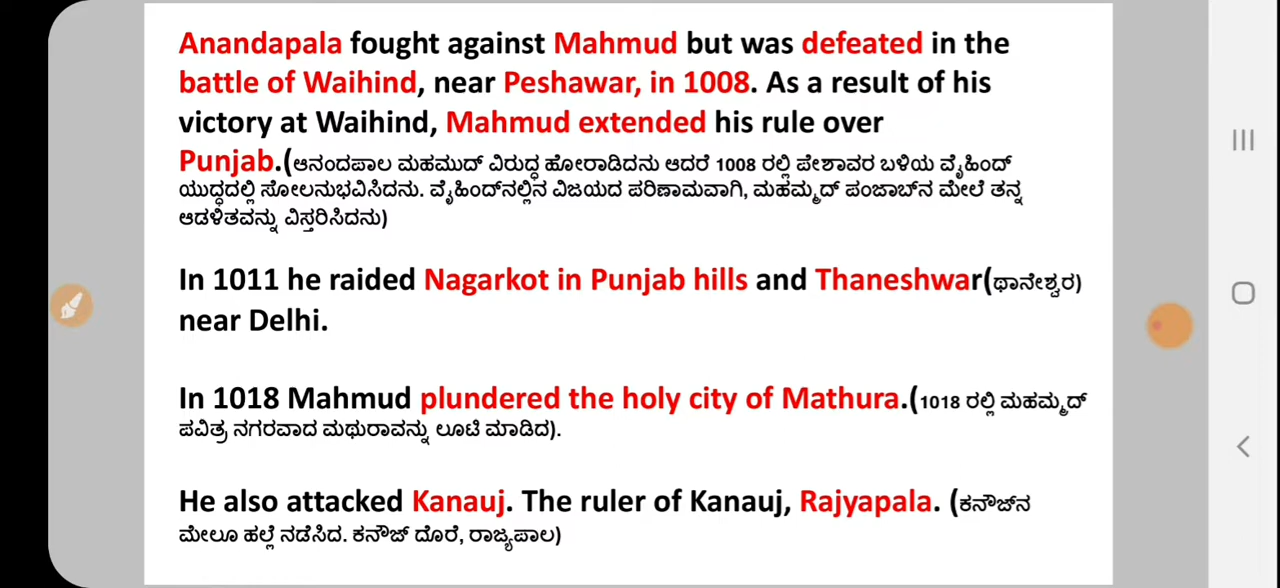 Anandapala fought against Mahmud but was defeated in the
battle of Waihind, near Peshawar, in 1008. As a result of his
victory at Waihind, Mahmud extended his rule over
Punjab.(ಆನಂದಪಾಲ ಮಹಮುದ್ ವಿರುದ್ಧ ಹೋರಾಡಿದನು ಆದರೆ 1008 ರಲ್ಲಿ ಪೇಶಾವರ ಬಳಿಯ ವೈಹಿಂದ್
ಯುದ್ಧದಲ್ಲಿ ಸೋಲನುಭವಿಸಿದನು. ವೈಹಿಂದ್‌ನಲ್ಲಿನ ವಿಜಯದ ಪರಿಣಾಮವಾಗಿ, ಮಹಮ್ಮದ್ ಪಂಜಾಬ್‌ನ ಮೇಲೆ ತನ್ನ
ಆಡಳಿತವನ್ನು ವಿಸ್ತರಿಸಿದನು)
In 1011 he raided Nagarkot in Punjab hills and Thaneshwar(ಥಾನೇಶ್ವರ)
near Delhi.
In 1018 Mahmud plundered the holy city of Mathura.(1018 ರಲ್ಲಿ ಮಹಮ್ಮದ್
ಪವಿತ್ರ ನಗರವಾದ ಮಥುರಾವನ್ನು ಲೂಟಿ ಮಾಡಿದ).
He also attacked Kanauj. The ruler of Kanauj, Rajyapala. (ಕನೌಜ್‌ನ
ಮೇಲೂ ಹಲ್ಲೆ ನಡೆಸಿದ. ಕನೌಜ್ ದೊರೆ, ರಾಜ್ಯಪಾಲ)